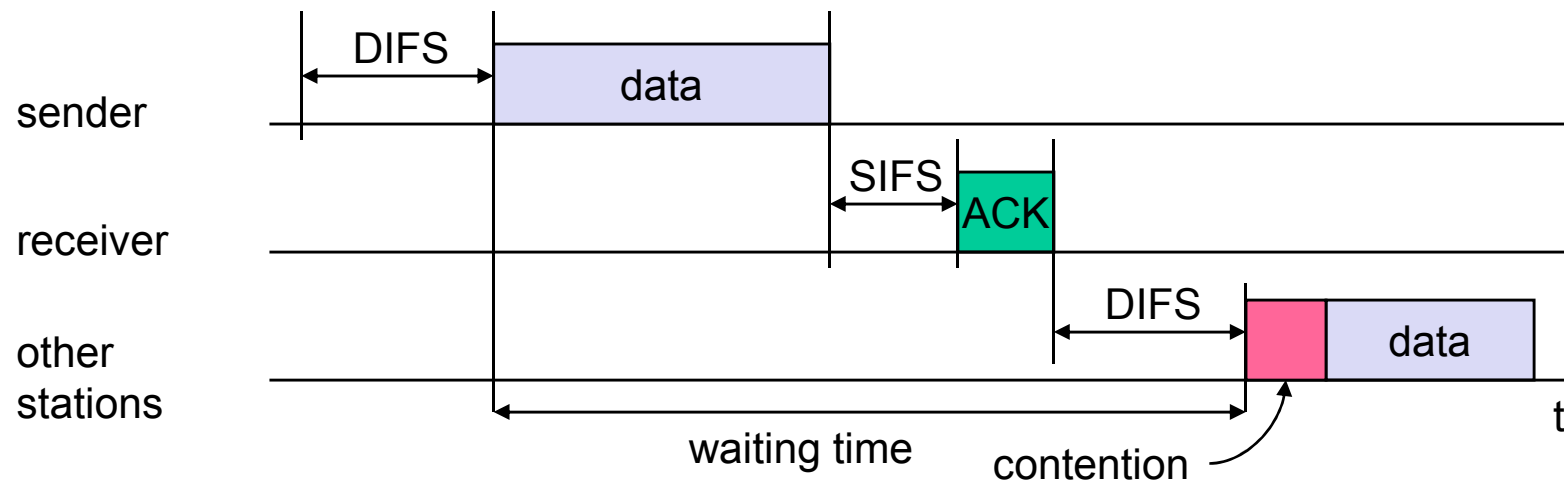 DIFS
data
sender
SIFS
ACK
receiver
DIFS
data
other
stations
t
waiting time
contention